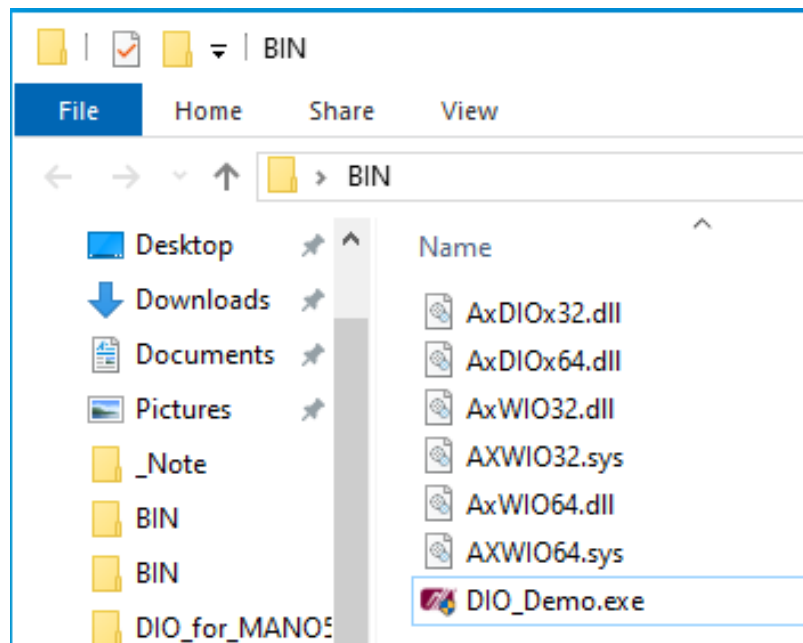 BIN
File Home Share View
BIN
Desktop
Downloads
Documents
Pictures
_Note
BIN
BIN
DIO_for_MANO5
Name
AxDIOx32.dll
AxDIOx64.dll
AxWIO32.dll
AXWIO32.sys
AxWIO64.dll
AXWIO64.sys
DIO_Demo.exe